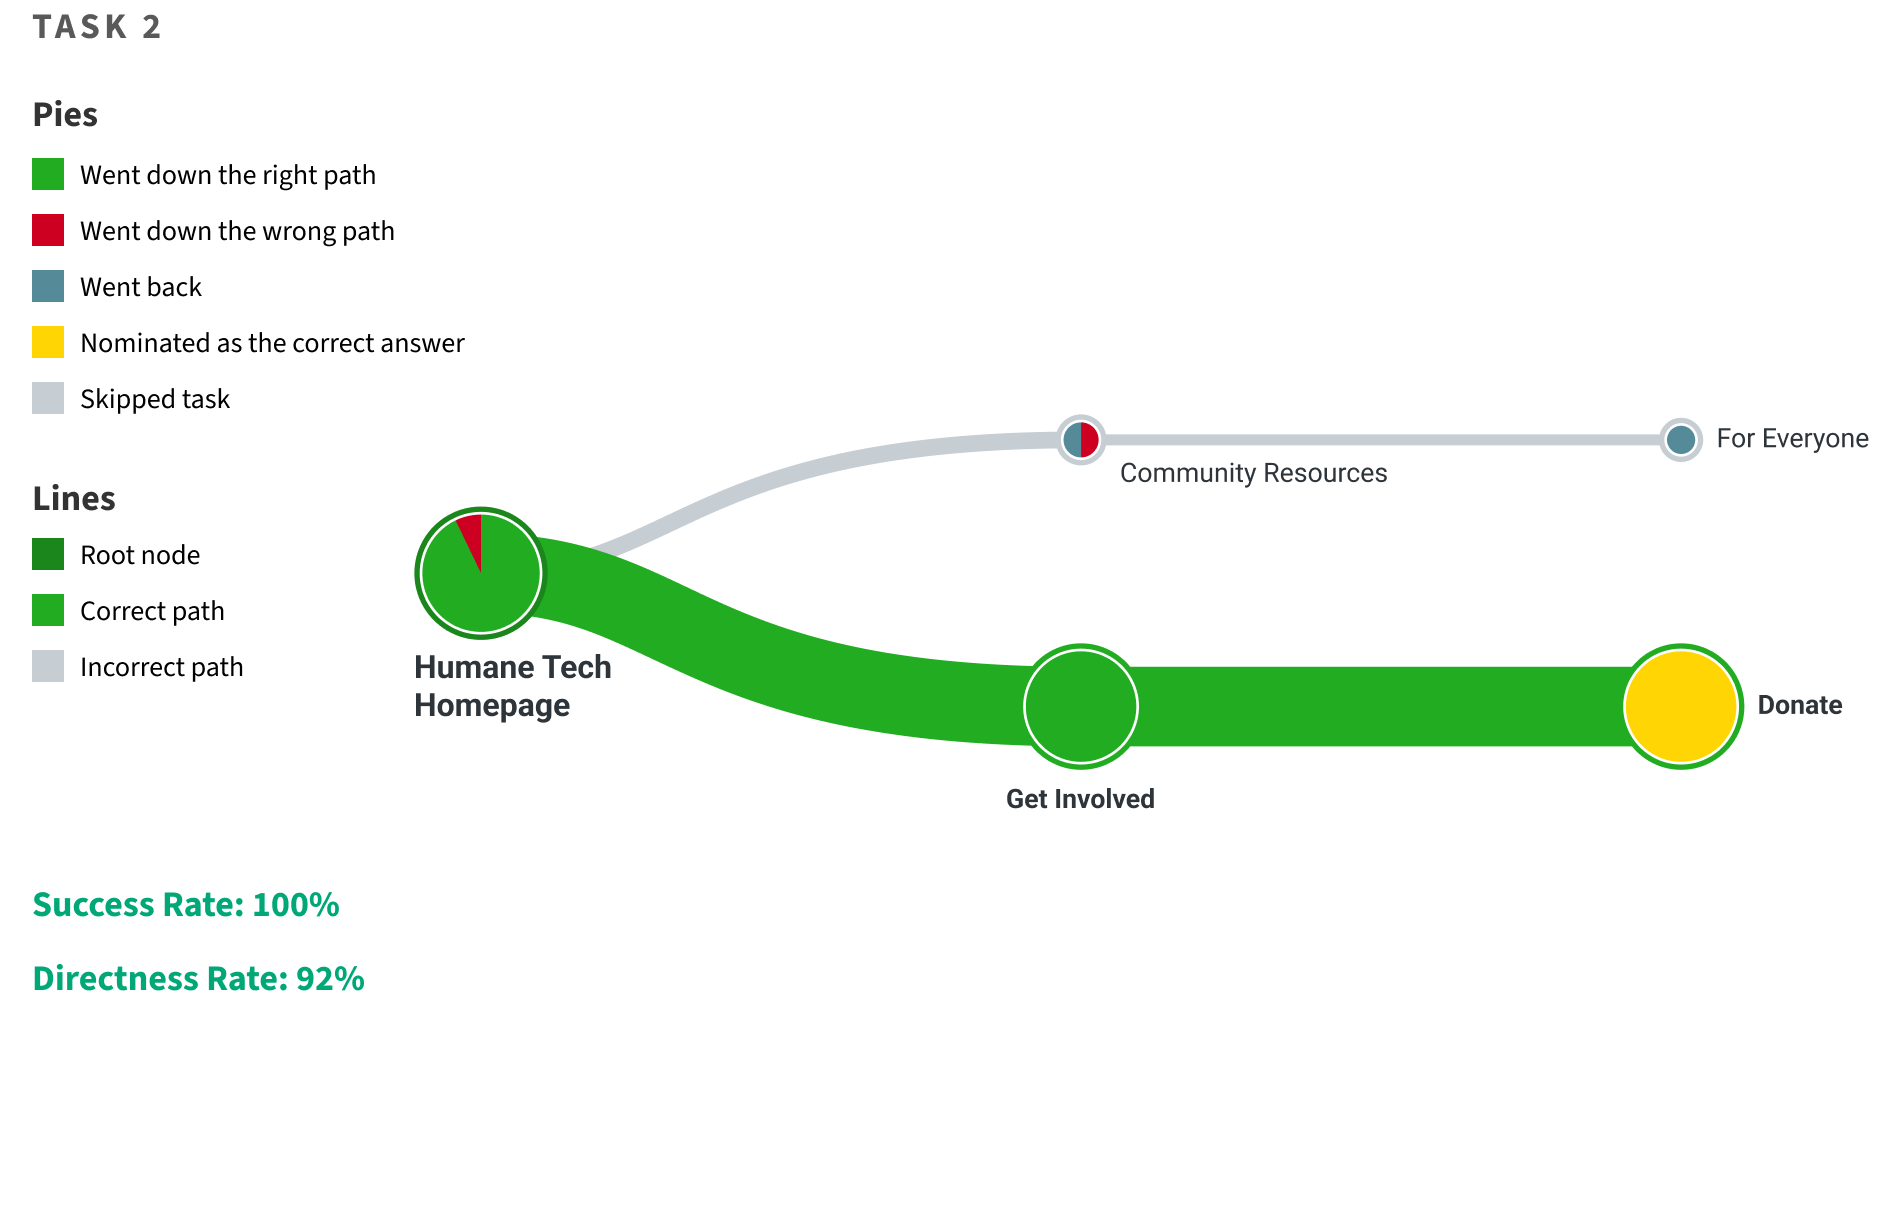 TASK 2
Pies
Went down the right path
Went down the wrong path
Went back
Nominated as the correct answer
Skipped task
Lines
Root node
Correct path
Incorrect path
Humane Tech
Homepage
Community Resources
For Everyone
Get Involved
Donate
Success Rate: 100%
Directness Rate: 92%